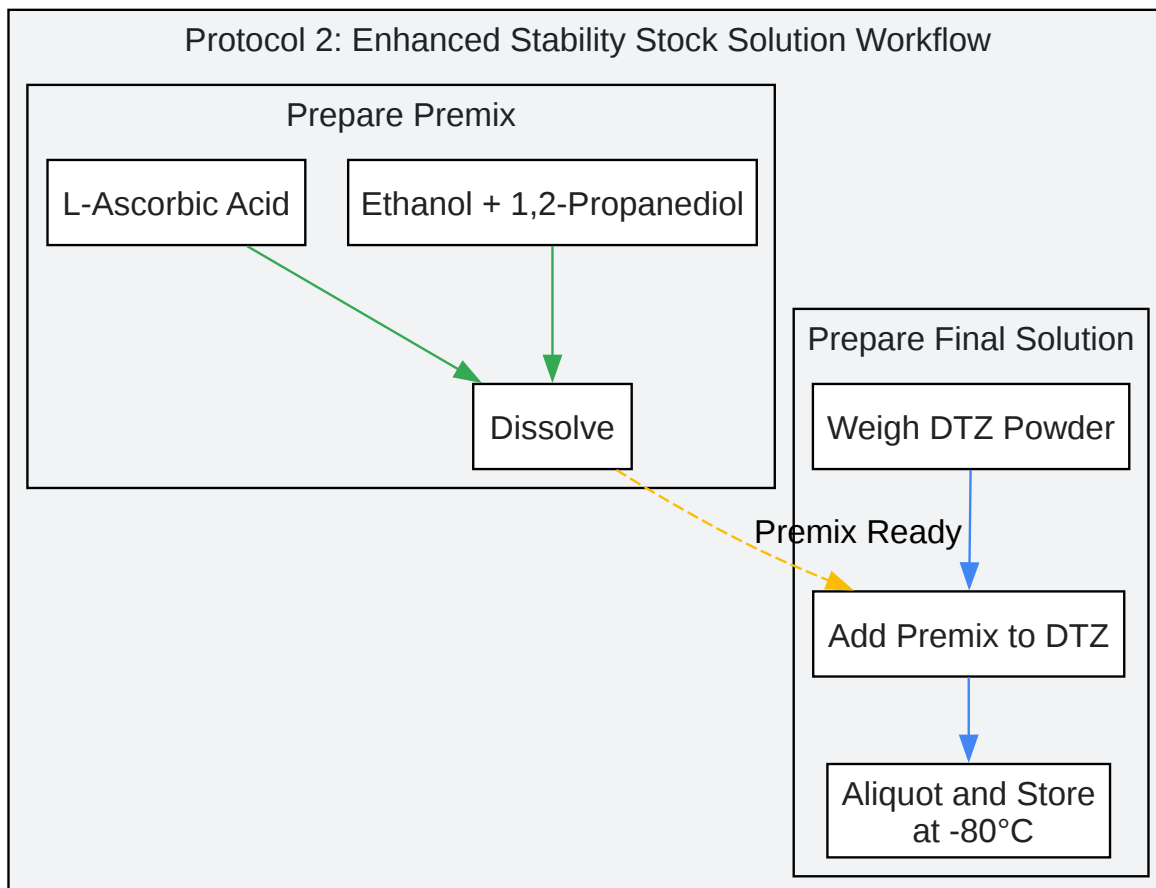 Protocol 2: Enhanced Stability Stock Solution Workflow
Prepare Premix
L-Ascorbic Acid
Ethanol + 1,2-Propanediol
Dissolve
Prepare Final Solution
Weigh DTZ Powder
Premix Ready
Add Premix to DTZ
Aliquot and Store
at -80°C